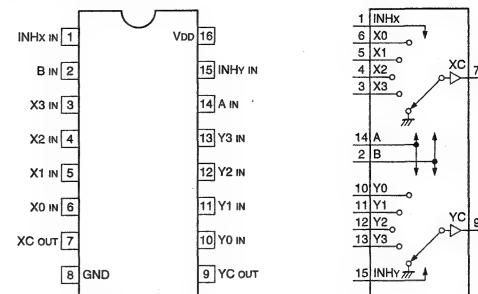 INHX IN 1
B IN 2
X3 IN 3
X2 IN 4
X1 IN 5
X0 IN 6
XC OUT 7
8 GND
VDD 16
15 INHY IN
14 A IN
13 Y3 IN
12 Y2 IN
11 Y1 IN
10 Y0 IN
9 YC OUT
1 INHX
6 X0
5 X1
4 X2
3 X3
XC
7
14 A
2 B
10 Y0
11 Y1
12 Y2
13 Y3
YC
9
15 INHY